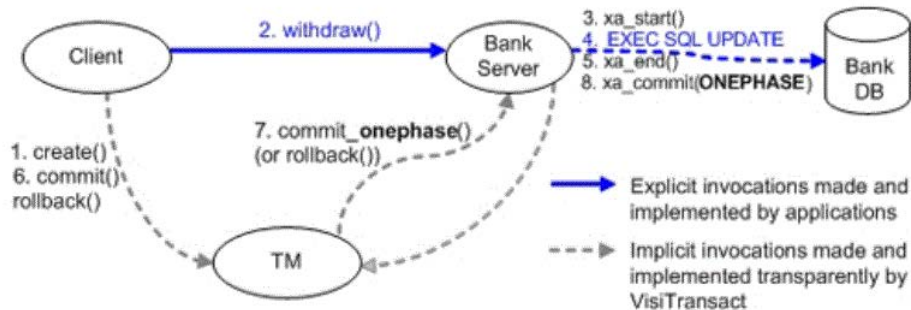 Client
2. withdraw()
Bank
Server
3. xa_start()
4. EXEC SQL UPDATE
5. xa_end()
8. xa_commit(ONEPHASE)
Bank
DB
1. create()
6. commit()
rollback()
7. commit_onephase()
(or rollback())
TM
Explicit invocations made and
implemented by applications
Implicit invocations made and
implemented transparently by
VisiTransact